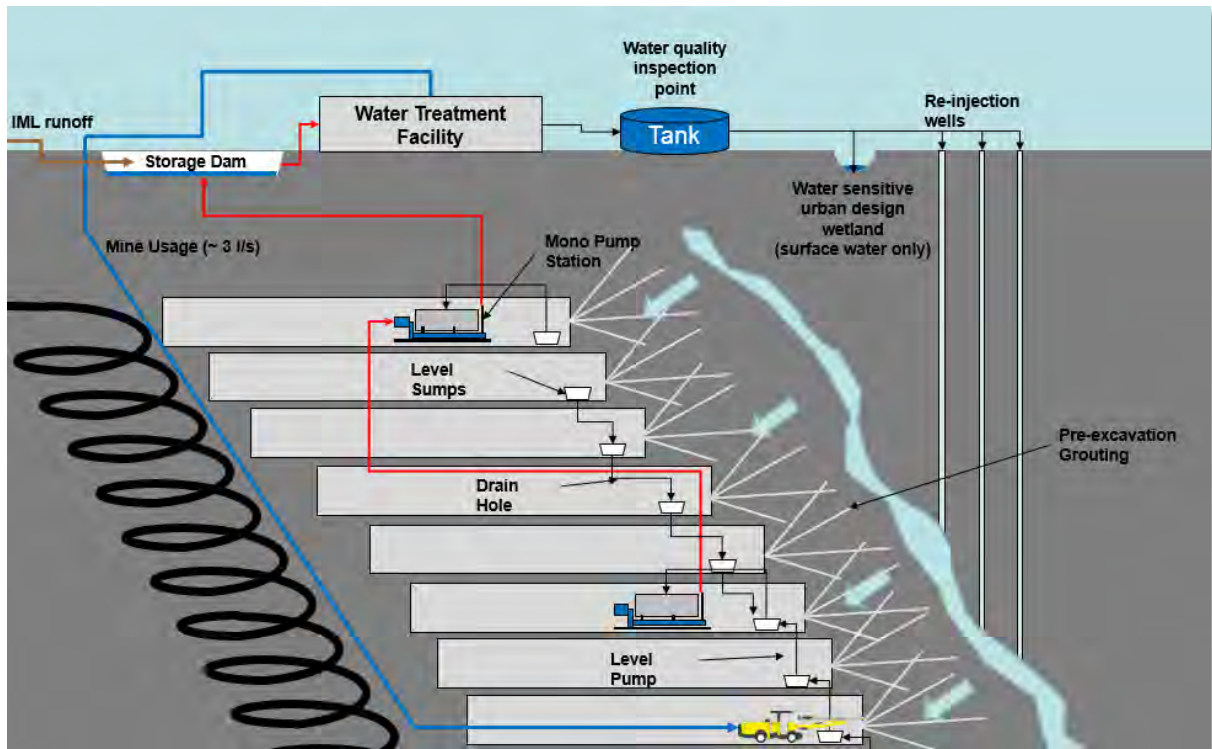 Water quality
inspection
point
IML runoff
Water Treatment
Facility
Tank
Re-injection
wells
Storage Dam
Water sensitive
urban design
wetland
(surface water only)
Mine Usage (~ 3 l/s)
Mono Pump
Station
Level
Sumps
Pre-excavation
Grouting
Drain
Hole
Level
Pump